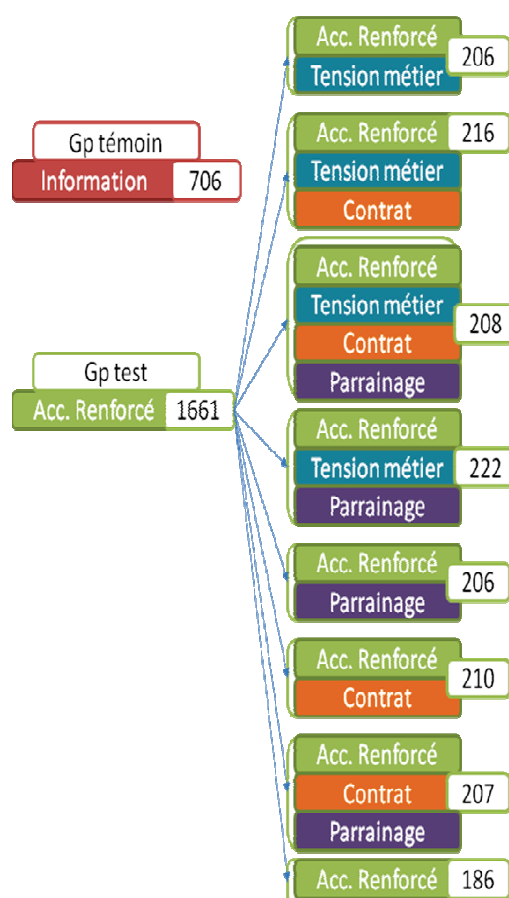 Gp témoin
Information 706
Gp test
Acc. Renforcé 1661
Acc. Renforcé
Tension métier
206
Acc. Renforcé 216
Tension métier
Contrat
Acc. Renforcé
Tension métier
Contrat
Parrainage
208
Acc. Renforcé
Tension métier 222
Parrainage
Acc. Renforcé
Parrainage
206
Acc. Renforcé
Contrat
210
Acc. Renforcé
Contrat 207
Parrainage
Acc. Renforcé 186